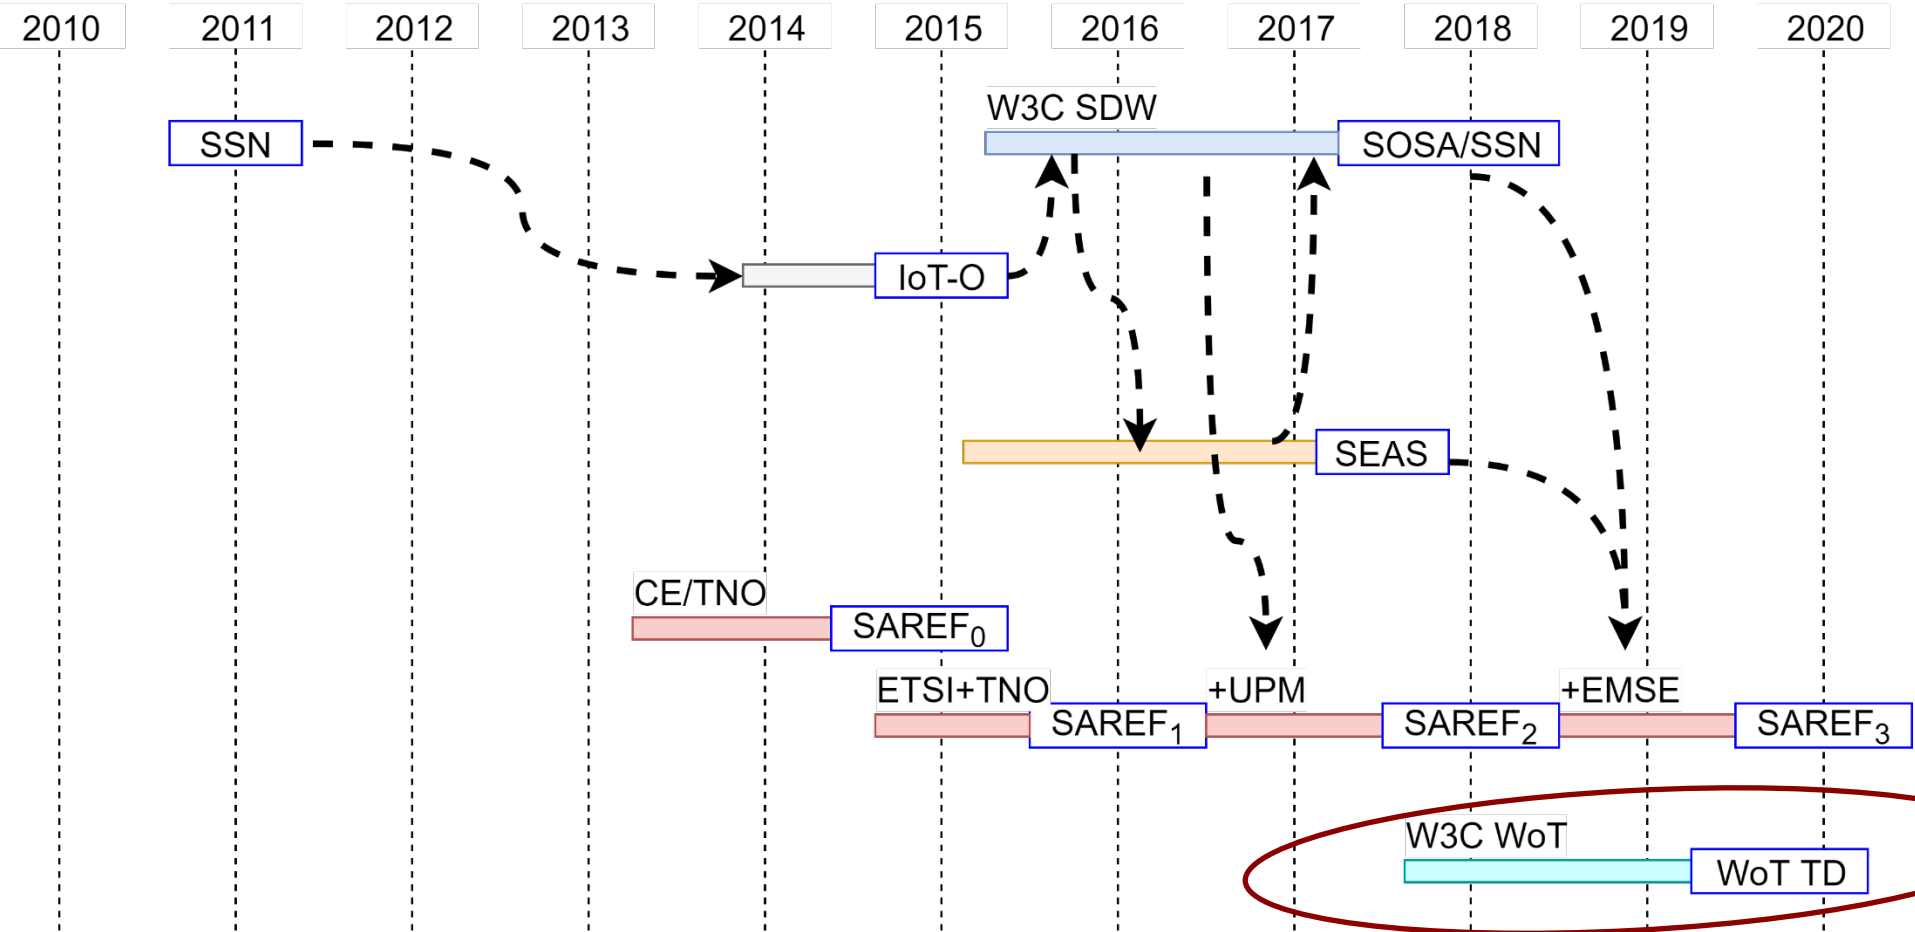 2010 2011 2012 2013 2014 2015 2016 2017 2018 2019 2020
W3C SDW
SSN
SOSA/SSN
IoT-O
SEAS
CE/TNO
SAREF0
ETSI+TNO
+UPM
+EMSE
SAREF1
SAREF2
SAREF3
W3C WoT
WoT TD